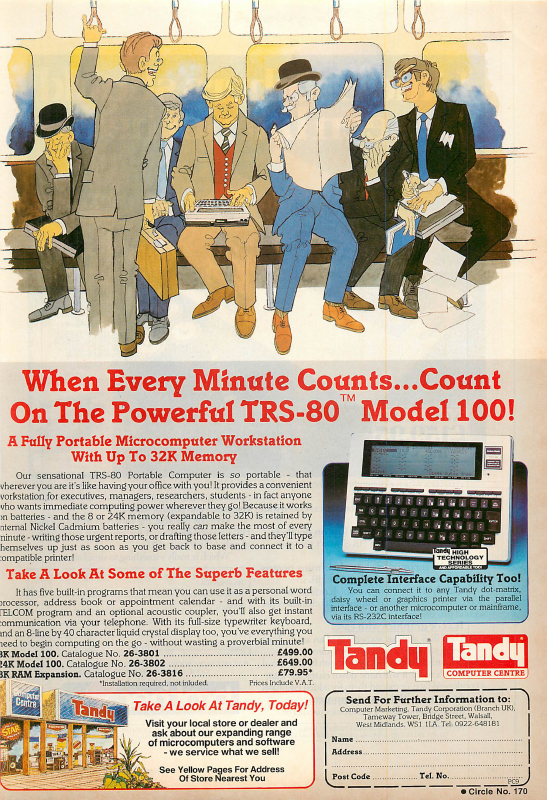 When Every Minute Counts...Count
On The Powerful TRS-80™ Model 100!
A Fully Portable Microcomputer Workstation
With Up To 32K Memory
Our sensational TRS-80 Portable Computer is so portable - that
wherever you are it's like having your office with you! It provides a convenient
workstation for executives, managers, researchers, students - in fact anyone
who wants immediate computing power wherever they go! Because it works
on batteries - and the 8 or 24K memory (expandable to 32K) is retained by
internal Nickel Cadmium batteries - you really can make the most of every
minute - writing those urgent reports, or drafting those letters - and they'll type
themselves up just as soon as you get back to base and connect it to a
compatible printer!
Take A Look At Some of The Superb Features
It has five built-in programs that mean you can use it as a personal word
processor, address book or appointment calendar - and with its built-in
TELCOM program and an optional acoustic coupler, you'll also get instant
communication via your telephone. With its full-size typewriter keyboard,
and an 8-line by 40 character liquid crystal display too, you've everything you
need to begin computing on the go - without wasting a proverbial minute!
8K Model 100. Catalogue No. 26-3801 ........ £499.00
24K Model 100. Catalogue No. 26-3802 ........ £649.00
8K RAM Expansion. Catalogue No. 26-3816 ........ £79.95*
*Installation required, not inluded. Prices Include V.A.T.
Tandy HIGH
TECHNOLOGY
SERIES
AND AFFORDABLE TOO!
Complete Interface Capability Too!
You can connect it to any Tandy dot-matrix,
daisy wheel or graphics printer via the parallel
interface - or another microcomputer or mainframe,
via its RS-232C interface!
Tandy
Tandy
COMPUTER CENTRE
Computer
Centre
Tandy
Take A Look At Tandy, Today!
Visit your local store or dealer and
ask about our expanding range
of microcomputers and software
- we service what we sell!
See Yellow Pages For Address
Of Store Nearest You
Send For Further Information to:
Computer Marketing, Tandy Corporation (Branch UK),
Tameway Tower, Bridge Street, Walsall,
West Midlands. WS1 1LA. Tel: 0922-648181
Name
Address
Post Code Tel. No.
PC9
● Circle No. 170